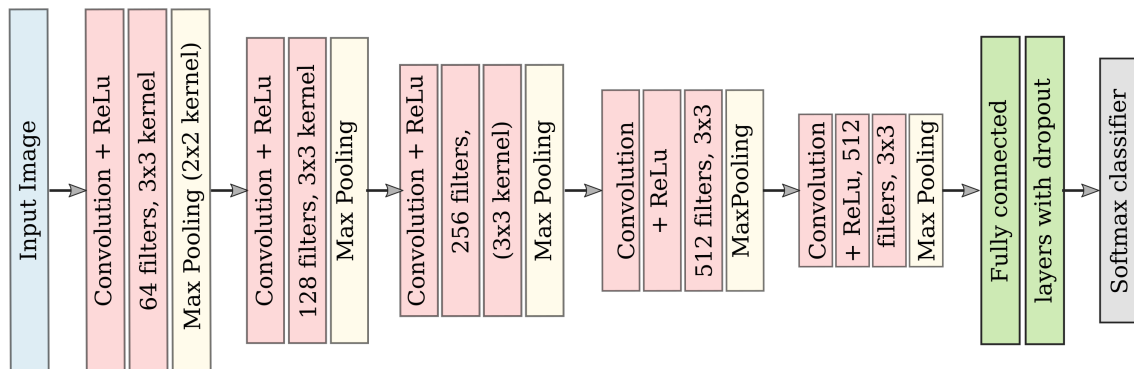 Input Image
Convolution + ReLu
64 filters, 3x3 kernel
Max Pooling (2x2 kernel)
Convolution + ReLu
128 filters, 3x3 kernel
Max Pooling
Convolution + ReLu
256 filters,
(3x3 kernel)
Max Pooling
Convolution
+ ReLu
512 filters, 3x3
MaxPooling
Convolution
+ ReLu, 512
filters, 3x3
Max Pooling
Fully connected
layers with dropout
Softmax classifier